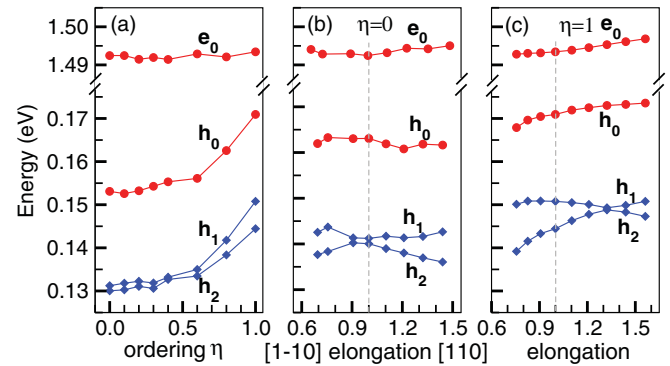 (a)
(b)
η=0
(c)
η=1
e0
e0
e0
1.50
1.49
h0
h0
h0
0.17
0.16
0.15
0.14
0.13
Energy (eV)
h1
h2
h1
h2
h1
h2
0.0 0.5 1.0
0.6 0.9 1.2 1.5
0.6 0.9 1.2 1.5
ordering η
[1-10] elongation [110]
elongation